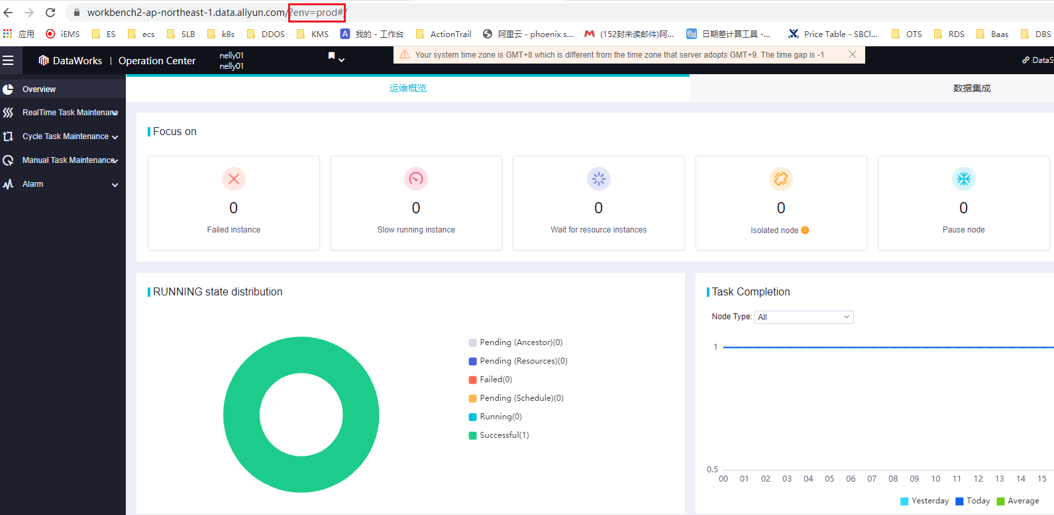 workbench2-ap-northeast-1.data.aliyun.com/?env=prod#/
应用 iEMS ES ecs SLB k8s DDOS KMS 我的 - 工作台 ActionTrail 阿里云 - phoenix s... (152封未读邮件)阿... 日期差计算工具 -... Price Table - SBCl... OTS RDS Baas DBS
DataWorks | Operation Center
nelly01
nelly01
Your system time zone is GMT+8 which is different from the time zone that server adopts GMT+9. The time gap is -1
DataS
Overview
RealTime Task Maintenance
Cycle Task Maintenance
Manual Task Maintenance
Alarm
运维概览
数据集成
Focus on
0
Failed instance
0
Slow running instance
0
Wait for resource instances
0
Isolated node
0
Pause node
RUNNING state distribution
Pending (Ancestor)(0)
Pending (Resources)(0)
Failed(0)
Pending (Schedule)(0)
Running(0)
Successful(1)
Task Completion
Node Type: All
1
0.5
00 01 02 03 04 05 06 07 08 09 10 11 12 13 14 15
Yesterday Today Average